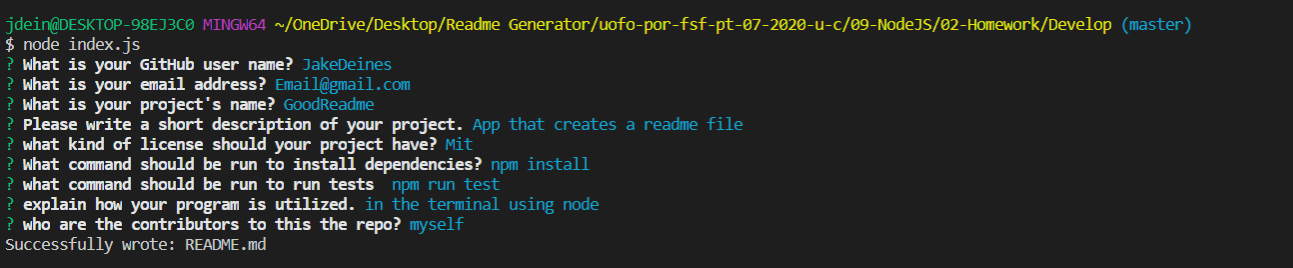 jdein@DESKTOP-98EJ3C0 MINGW64 ~/OneDrive/Desktop/Readme Generator/uofo-por-fsf-pt-07-2020-u-c/09-NodeJS/02-Homework/Develop (master)
$ node index.js
? What is your GitHub user name? JakeDeines
? What is your email address? Email@gmail.com
? What is your project's name? GoodReadme
? Please write a short description of your project. App that creates a readme file
? what kind of license should your project have? Mit
? What command should be run to install dependencies? npm install
? what command should be run to run tests  npm run test
? explain how your program is utilized. in the terminal using node
? who are the contributors to this the repo? myself
Successfully wrote: README.md